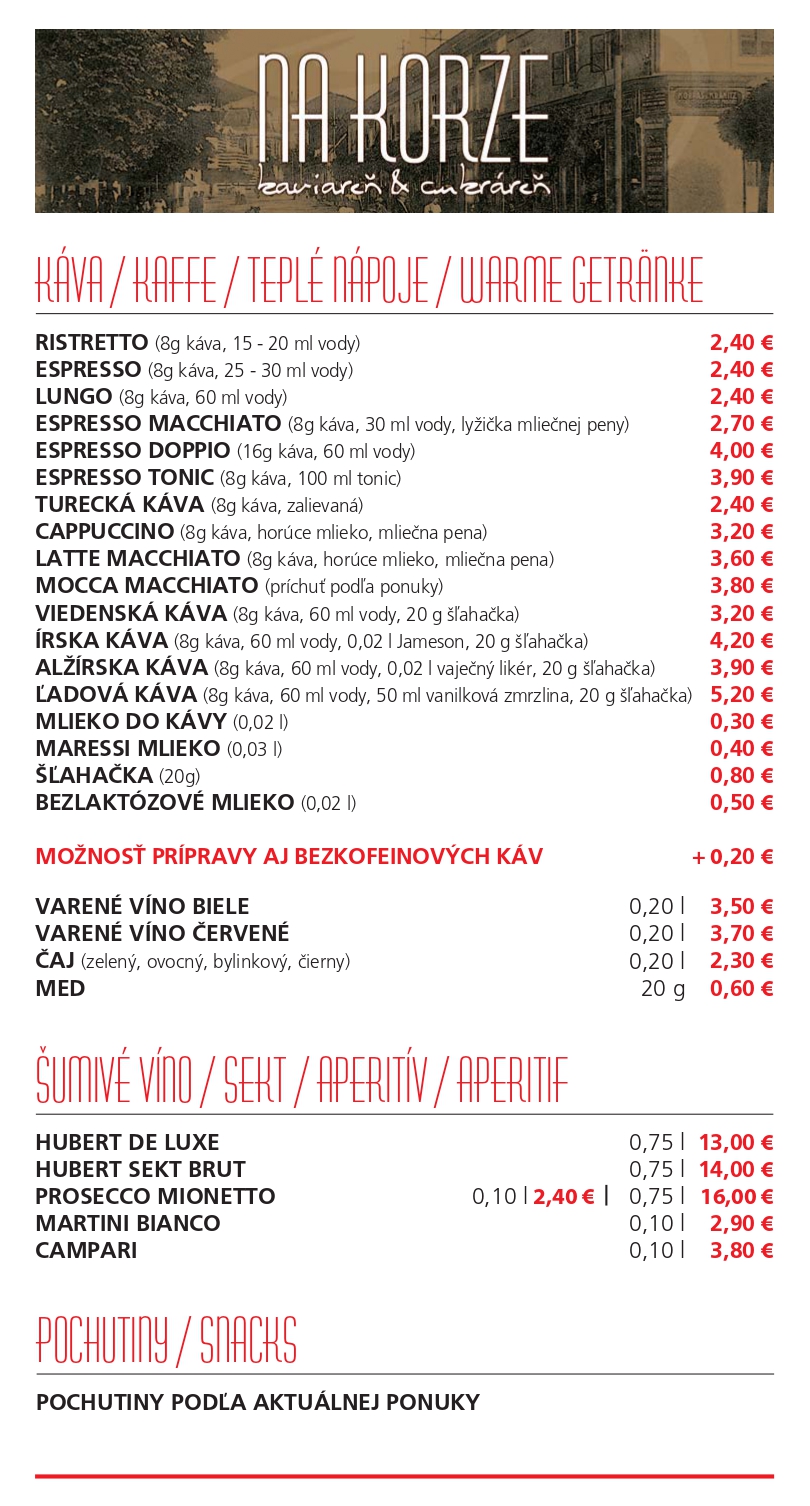 NA KORZE
kaviareň & cukráreň
KÁVA / KAFFE / TEPLÉ NÁPOJE / WARME GETRÄNKE
RISTRETTO (8g káva, 15 - 20 ml vody) 2,40 €
ESPRESSO (8g káva, 25 - 30 ml vody) 2,40 €
LUNGO (8g káva, 60 ml vody) 2,40 €
ESPRESSO MACCHIATO (8g káva, 30 ml vody, lyžička mliečnej peny) 2,70 €
ESPRESSO DOPPIO (16g káva, 60 ml vody) 4,00 €
ESPRESSO TONIC (8g káva, 100 ml tonic) 3,90 €
TURECKÁ KÁVA (8g káva, zalievaná) 2,40 €
CAPPUCCINO (8g káva, horúce mlieko, mliečna pena) 3,20 €
LATTE MACCHIATO (8g káva, horúce mlieko, mliečna pena) 3,60 €
MOCCA MACCHIATO (príchuť podľa ponuky) 3,80 €
VIEDENSKÁ KÁVA (8g káva, 60 ml vody, 20 g šľahačka) 3,20 €
ÍRSKA KÁVA (8g káva, 60 ml vody, 0,02 l Jameson, 20 g šľahačka) 4,20 €
ALŽÍRSKA KÁVA (8g káva, 60 ml vody, 0,02 l vaječný likér, 20 g šľahačka) 3,90 €
ĽADOVÁ KÁVA (8g káva, 60 ml vody, 50 ml vanilková zmrzlina, 20 g šľahačka) 5,20 €
MLIEKO DO KÁVY (0,02 l) 0,30 €
MARESSI MLIEKO (0,03 l) 0,40 €
ŠĽAHAČKA (20g) 0,80 €
BEZLAKTÓZOVÉ MLIEKO (0,02 l) 0,50 €
MOŽNOSŤ PRÍPRAVY AJ BEZKOFEINOVÝCH KÁV + 0,20 €
VARENÉ VÍNO BIELE 0,20 l 3,50 €
VARENÉ VÍNO ČERVENÉ 0,20 l 3,70 €
ČAJ (zelený, ovocný, bylinkový, čierny) 0,20 l 2,30 €
MED 20 g 0,60 €
ŠUMIVÉ VÍNO / SEKT / APERITÍV / APERITIF
HUBERT DE LUXE 0,75 l 13,00 €
HUBERT SEKT BRUT 0,75 l 14,00 €
PROSECCO MIONETTO 0,10 l 2,40 € | 0,75 l 16,00 €
MARTINI BIANCO 0,10 l 2,90 €
CAMPARI 0,10 l 3,80 €
POCHUTINY / SNACKS
POCHUTINY PODĽA AKTUÁLNEJ PONUKY